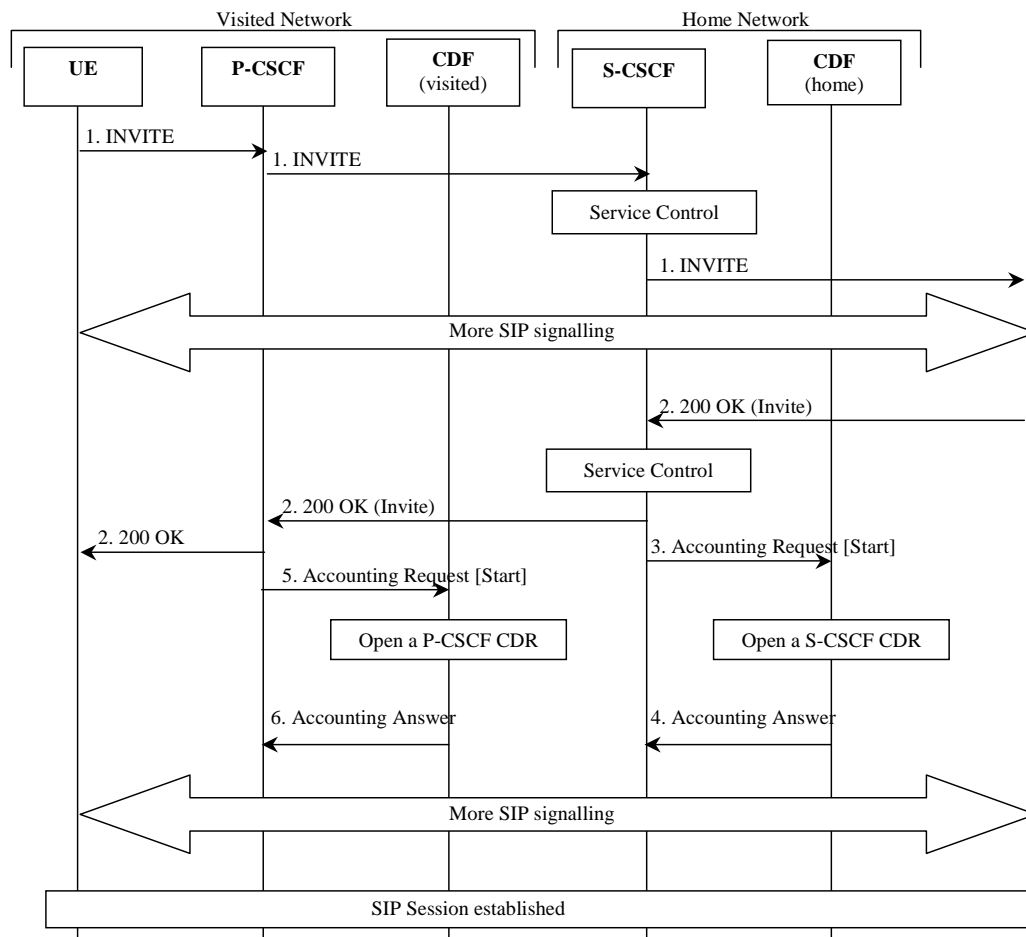 Visited Network
Home Network
UE
P-CSCF
CDF
(visited)
S-CSCF
CDF
(home)
1. INVITE
1. INVITE
Service Control
1. INVITE
More SIP signalling
2. 200 OK (Invite)
Service Control
2. 200 OK (Invite)
2. 200 OK
3. Accounting Request [Start]
5. Accounting Request [Start]
Open a P-CSCF CDR
Open a S-CSCF CDR
6. Accounting Answer
4. Accounting Answer
More SIP signalling
SIP Session established